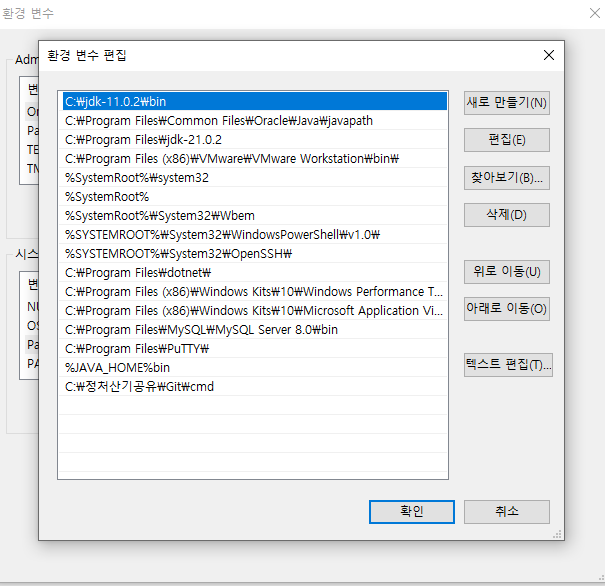 환경 변수
환경 변수 편집
Adm
변
Or
Pa
TE
TM
시스
변
NU
OS
Pa
PA
C:₩jdk-11.0.2₩bin
C:₩Program Files₩Common Files₩Oracle₩Java₩javapath
C:₩Program Files₩jdk-21.0.2
C:₩Program Files (x86)₩VMware₩VMware Workstation₩bin₩
%SystemRoot%₩system32
%SystemRoot%
%SystemRoot%₩System32₩Wbem
%SYSTEMROOT%₩System32₩WindowsPowerShell₩v1.0₩
%SYSTEMROOT%₩System32₩OpenSSH₩
C:₩Program Files₩dotnet₩
C:₩Program Files (x86)₩Windows Kits₩10₩Windows Performance T...
C:₩Program Files (x86)₩Windows Kits₩10₩Microsoft Application Vi...
C:₩Program Files₩MySQL₩MySQL Server 8.0₩bin
C:₩Program Files₩PuTTY₩
%JAVA_HOME%bin
C:₩정처산기공유₩Git₩cmd
새로 만들기(N)
편집(E)
찾아보기(B)...
삭제(D)
위로 이동(U)
아래로 이동(O)
텍스트 편집(T)...
확인
취소